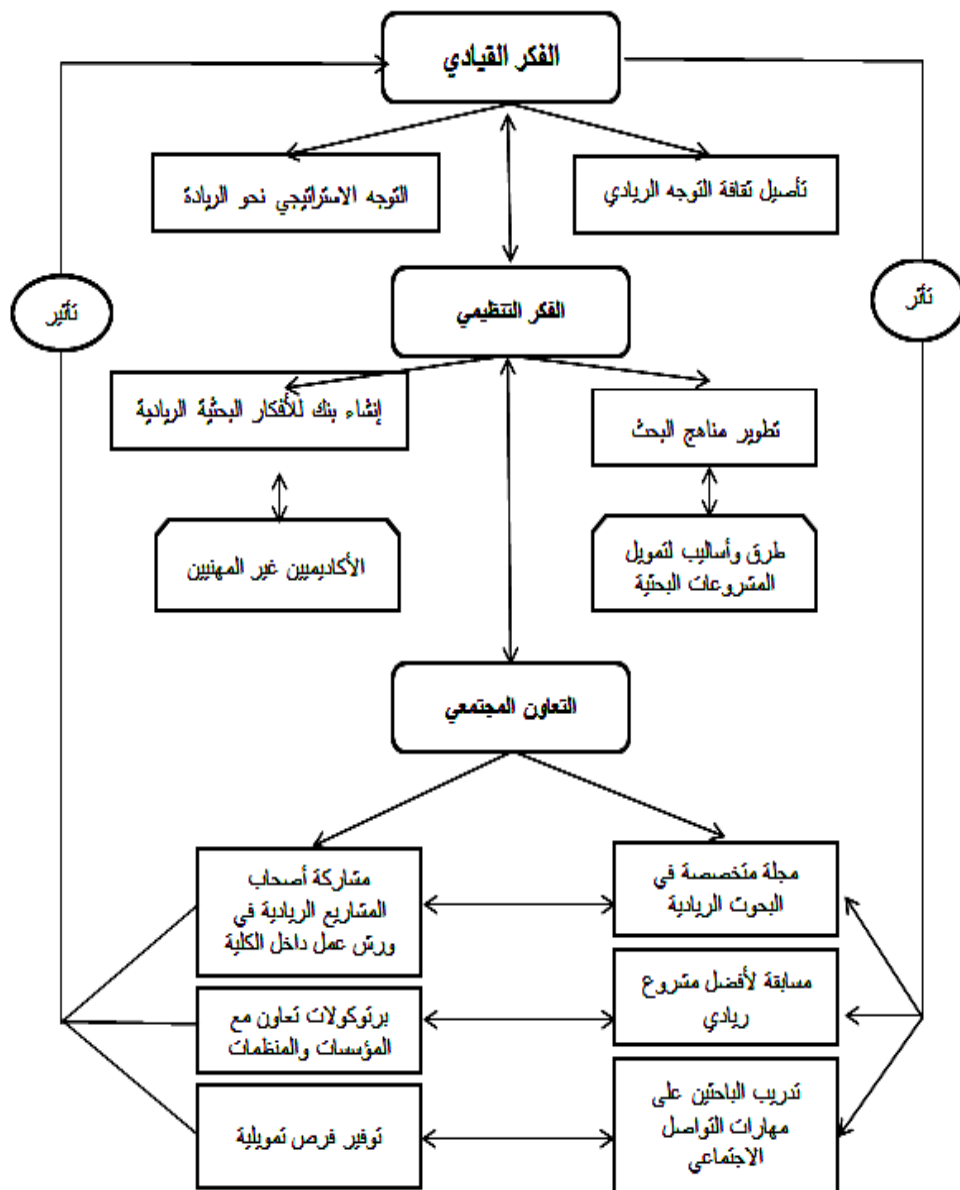 الفكر القيادي
تأصيل ثقافة التوجه الريادي
التوجه الاستراتيجي نحو الريادة
تأثر
تأثير
الفكر التنظيمي
تطوير مناهج البحث
إنشاء بنك للأفكار البحثية الريادية
طرق وأساليب لتمويل
المشروعات البحثية
الأكاديميين غير المهنيين
التعاون المجتمعي
مجلة متخصصة في
البحوث الريادية
مشاركة أصحاب
المشاريع الريادية في
ورش عمل داخل الكلية
مسابقة لأفضل مشروع
ريادي
برتوكولات تعاون مع
المؤسسات والمنظمات
تدريب الباحثين على
مهارات التواصل
الاجتماعي
توفير فرص تمويلية